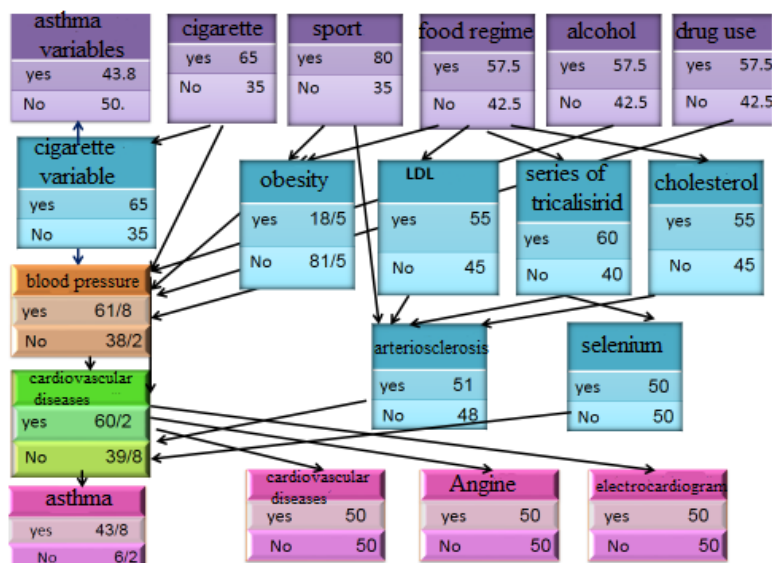 asthma variables
yes 43.8
No 50.
cigarette
yes 65
No 35
sport
yes 80
No 35
food regime
yes 57.5
No 42.5
alcohol
yes 57.5
No 42.5
drug use
yes 57.5
No 42.5
cigarette
variable
yes 65
No 35
obesity
yes 18/5
No 81/5
LDL
yes 55
No 45
series of
tricalisirid
yes 60
No 40
cholesterol
yes 55
No 45
blood pressure
yes 61/8
No 38/2
arteriosclerosis
yes 51
No 48
selenium
yes 50
No 50
cardiovascular
diseases
yes 60/2
No 39/8
asthma
yes 43/8
No 6/2
cardiovascular
diseases
yes 50
No 50
Angine
yes 50
No 50
electrocardiogram
yes 50
No 50